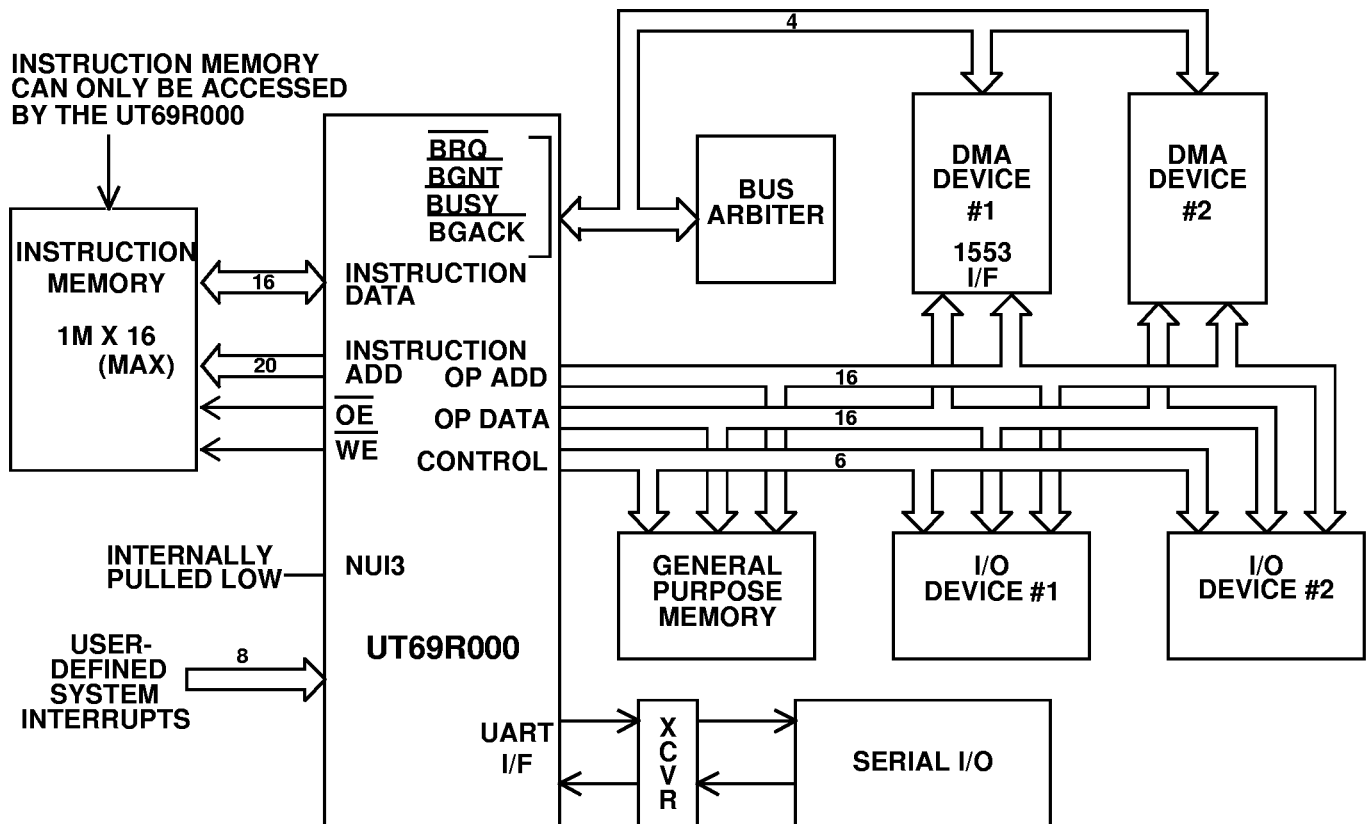 4
INSTRUCTION MEMORY
CAN ONLY BE ACCESSED
BY THE UT69R000
BRQ
BGNT
BUSY
BGACK
BUS
ARBITER
DMA
DEVICE
#1
1553
I/F
DMA
DEVICE
#2
INSTRUCTION
MEMORY
1M X 16
(MAX)
16
INSTRUCTION
DATA
20
INSTRUCTION
ADD
OP ADD
16
OE
OP DATA
16
WE
CONTROL
6
INTERNALLY
PULLED LOW
NUI3
GENERAL
PURPOSE
MEMORY
I/O
DEVICE #1
I/O
DEVICE #2
USER-
DEFINED
SYSTEM
INTERRUPTS
8
UT69R000
UART
I/F
X
C
V
R
SERIAL I/O